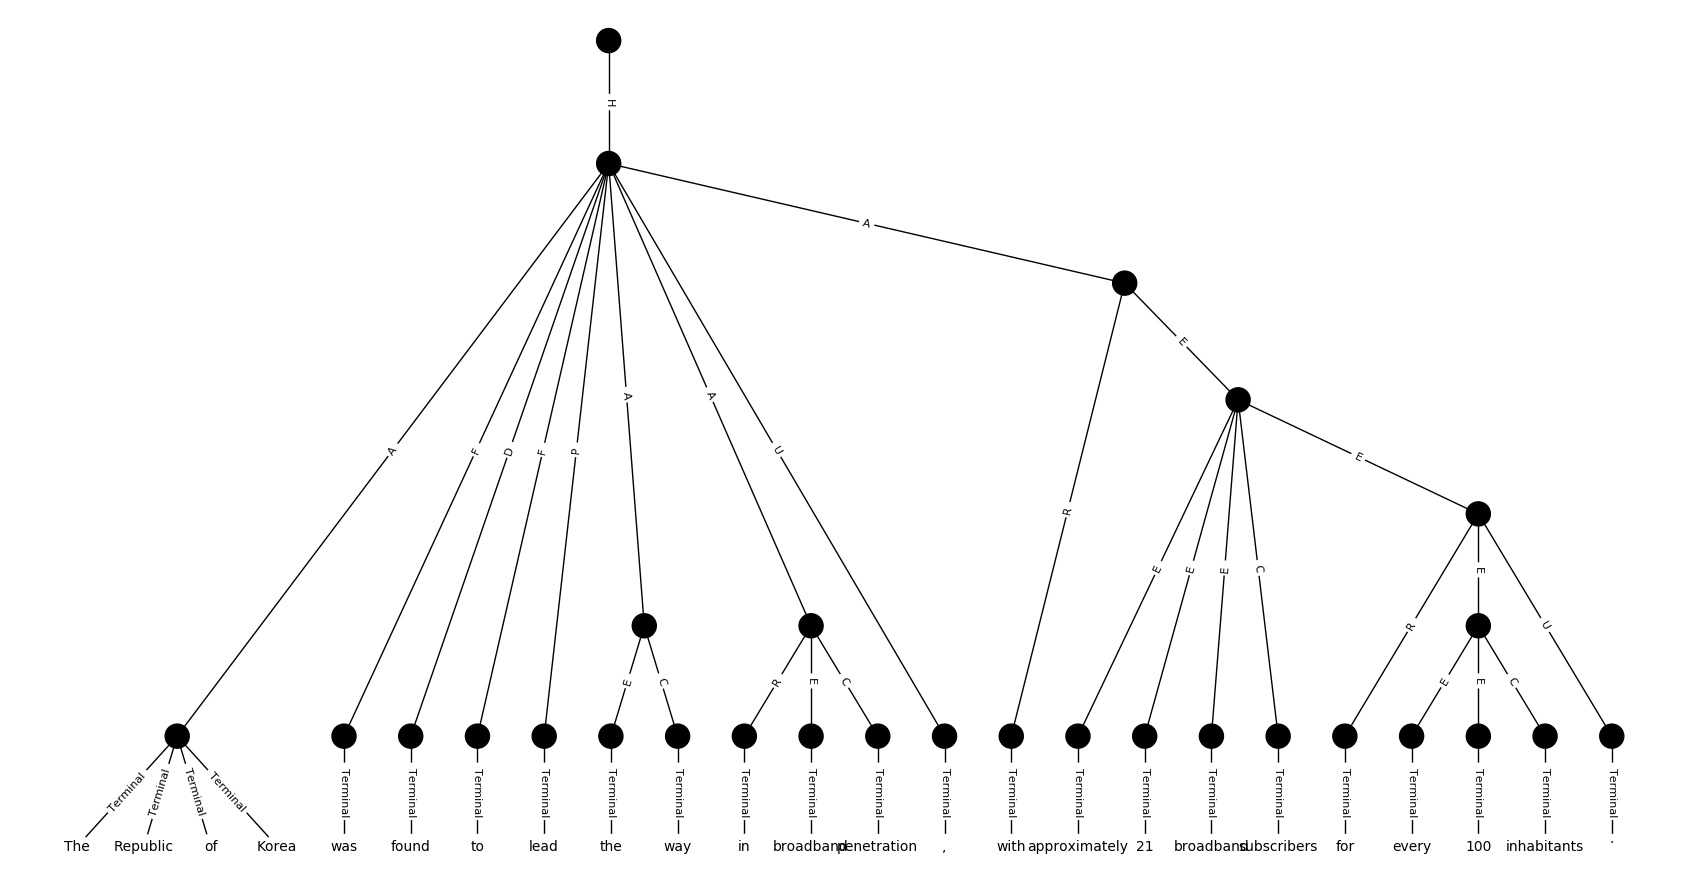 H
A
A
E
A
A
F
D
F
P
U
E
R
E
E
E
C
E
R
E
U
E
C
R
E
C
E
E
C
Terminal Terminal Terminal Terminal Terminal Terminal Terminal Terminal Terminal Terminal Terminal Terminal Terminal Terminal Terminal Terminal Terminal Terminal Terminal Terminal Terminal Terminal Terminal Terminal
The Republic of Korea was found to lead the way in broadband penetration , with approximately 21 broadband subscribers for every 100 inhabitants .